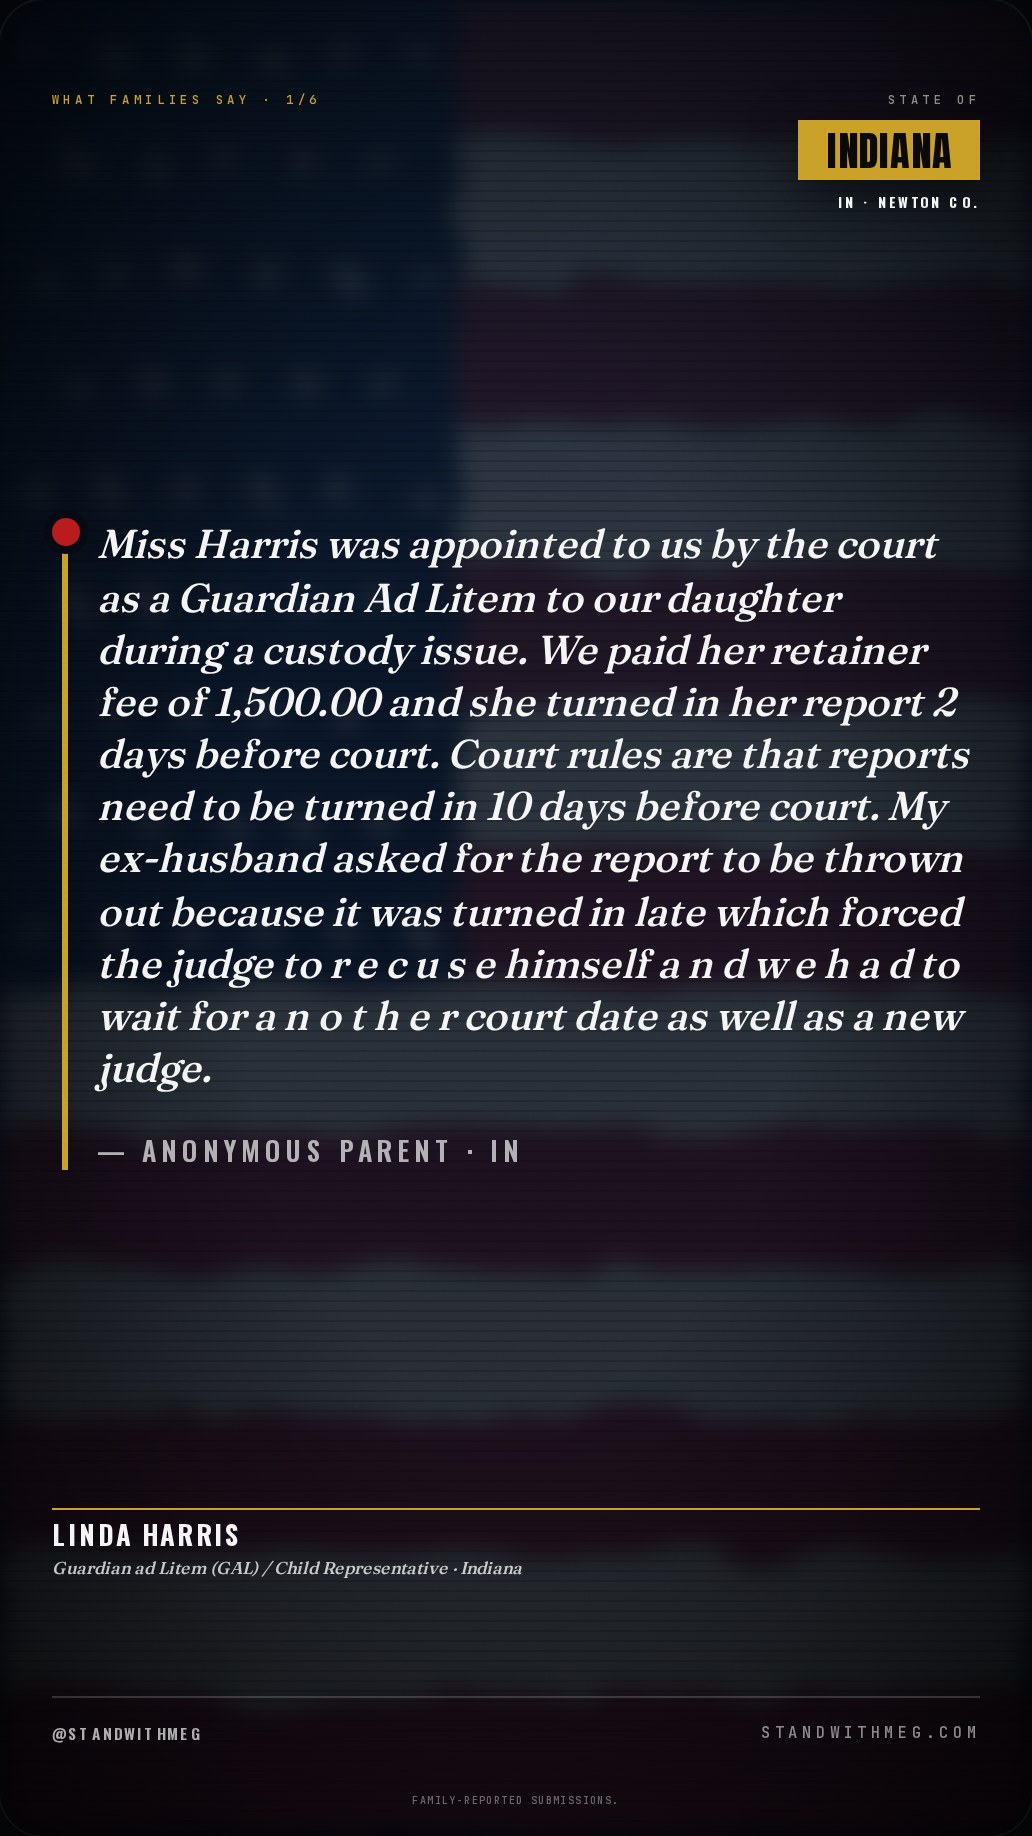 WHAT FAMILIES SAY · 1/6
STATE OF
INDIANA
IN · NEWTON CO.
Miss Harris was appointed to us by the court
as a Guardian Ad Litem to our daughter
during a custody issue. We paid her retainer
fee of 1,500.00 and she turned in her report 2
days before court. Court rules are that reports
need to be turned in 10 days before court. My
ex-husband asked for the report to be thrown
out because it was turned in late which forced
the judge to r e c u s e himself a n d w e h a d to
wait for a n o t h e r court date as well as a new
judge.
— ANONYMOUS PARENT · IN
LINDA HARRIS
Guardian ad Litem (GAL) / Child Representative · Indiana
@STANDWITHMEG
STANDWITHMEG.COM
FAMILY-REPORTED SUBMISSIONS.